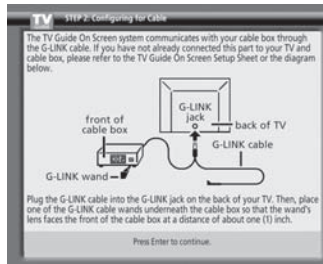 TV STEP 2: Configuring for Cable
The TV Guide On Screen system communicates with your cable box through
the G-LINK cable. If you have not already connected this part to your TV and
cable box, please refer to the TV Guide On Screen Setup Sheet or the diagram
below.
G-LINK
jack
front of
cable box
back of TV
G-LINK cable
G-LINK wand
Plug the G-LINK cable into the G-LINK jack on the back of your TV. Then, place
one of the G-LINK cable wands underneath the cable box so that the wand's
lens faces the front of the cable box at a distance of about one (1) inch.
Press Enter to continue.